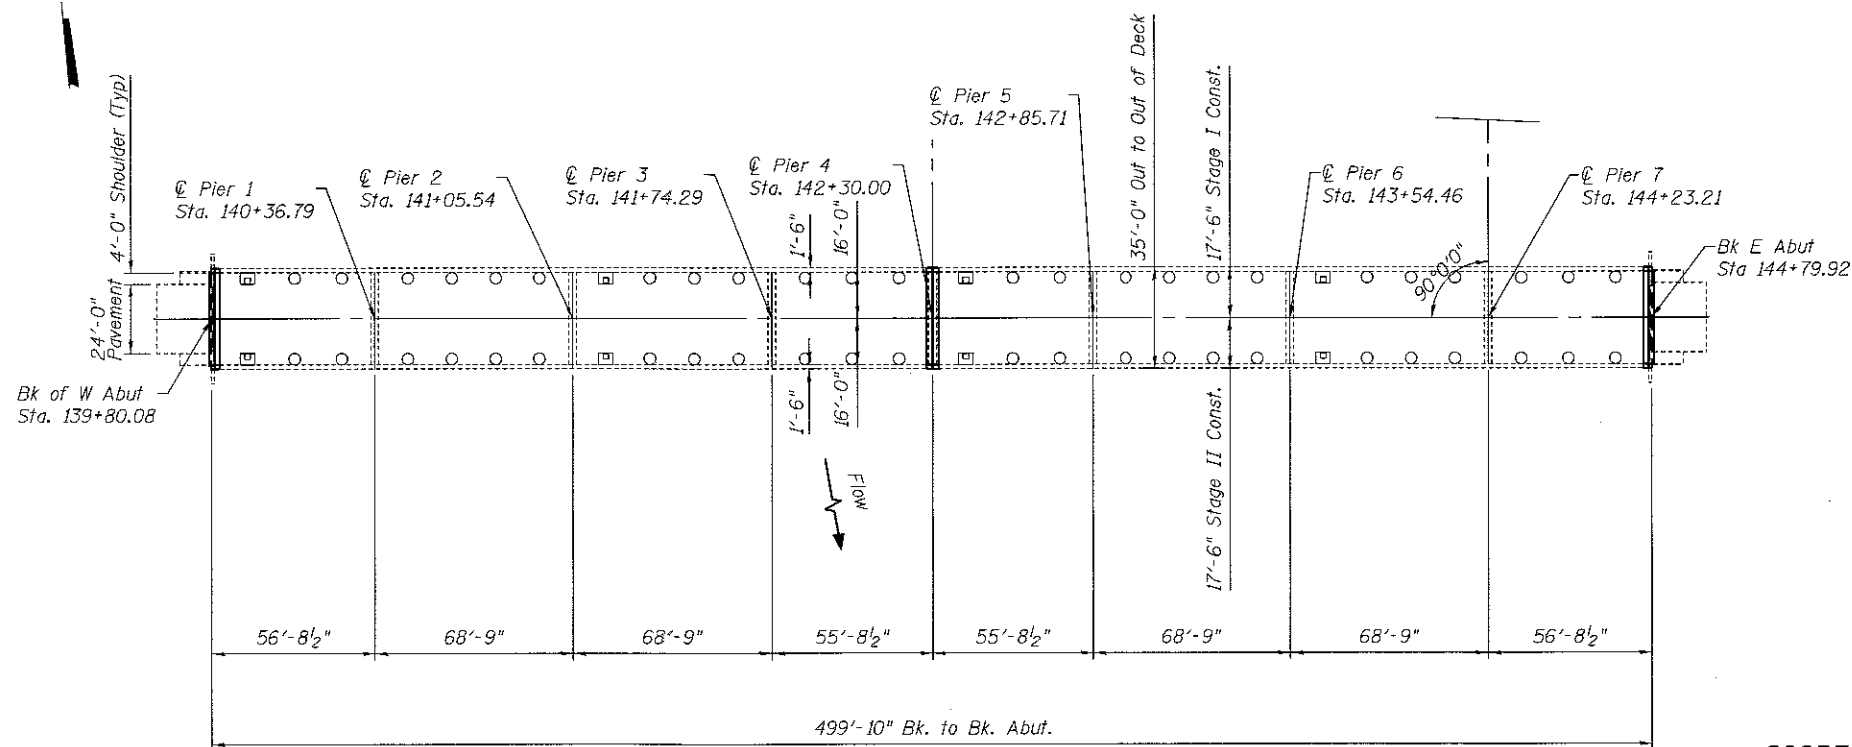 4'-0" Shoulder (Typ)
24'-0"
Pavement
℄ Pier 1
Sta. 140+36.79
℄ Pier 2
Sta. 141+05.54
℄ Pier 3
Sta. 141+74.29
℄ Pier 4
Sta. 142+30.00
℄ Pier 5
Sta. 142+85.71
35'-0" Out to Out of Deck
17'-6" Stage I Const.
℄ Pier 6
Sta. 143+54.46
℄ Pier 7
Sta. 144+23.21
Bk E Abut
Sta 144+79.92
1'-6"
16'-0"
90°0'0"
Bk of W Abut
Sta. 139+80.08
1'-6"
16'-0"
17'-6" Stage II Const.
Flow
56'-8½"
68'-9"
68'-9"
55'-8½"
55'-8½"
68'-9"
68'-9"
56'-8½"
499'-10" Bk. to Bk. Abut.